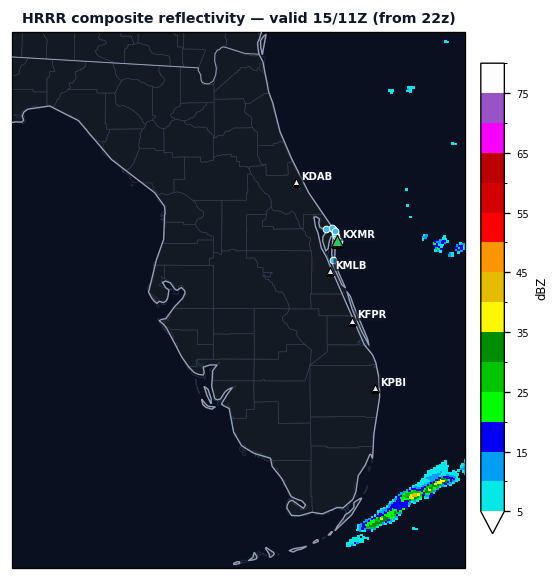 HRRR composite reflectivity — valid 15/11Z (from 22z)
KDAB
KXMR
KMLB
KFPR
KPBI
75
65
55
45
35
25
15
5
dBZ